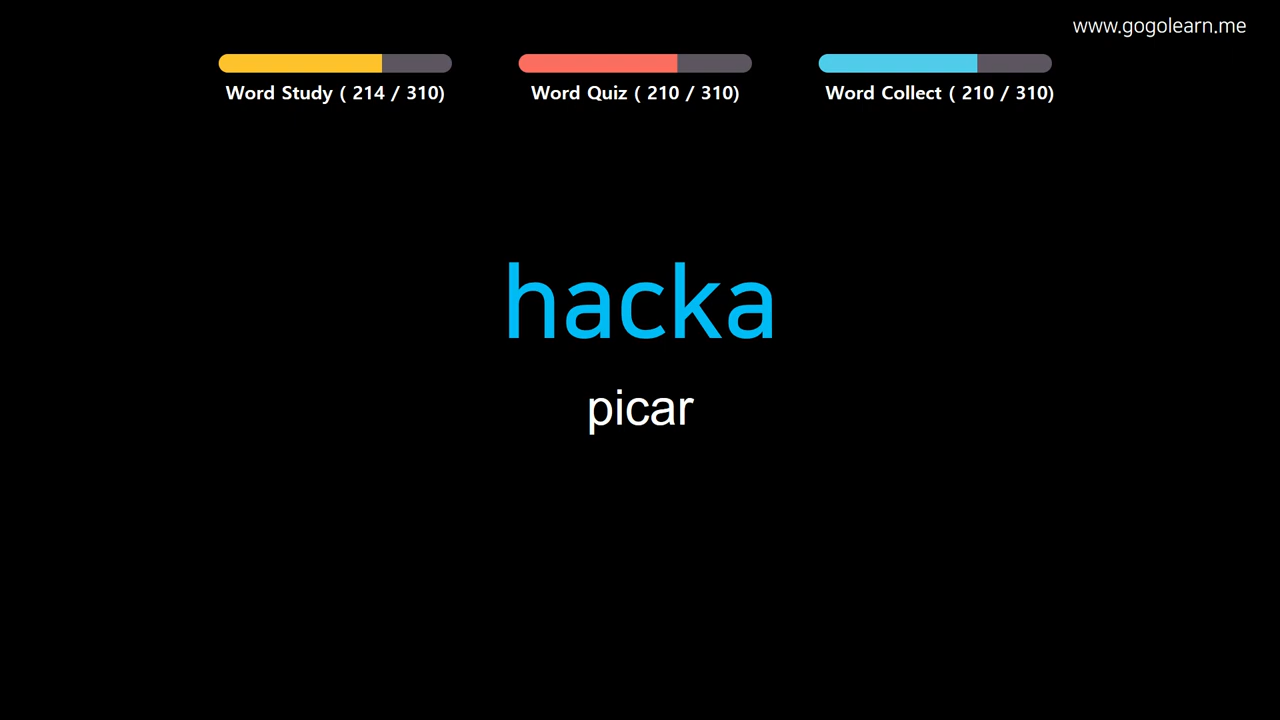 www.gogolearn.me
Word Study ( 214 / 310)
Word Quiz ( 210 / 310)
Word Collect ( 210 / 310)
hacka
picar